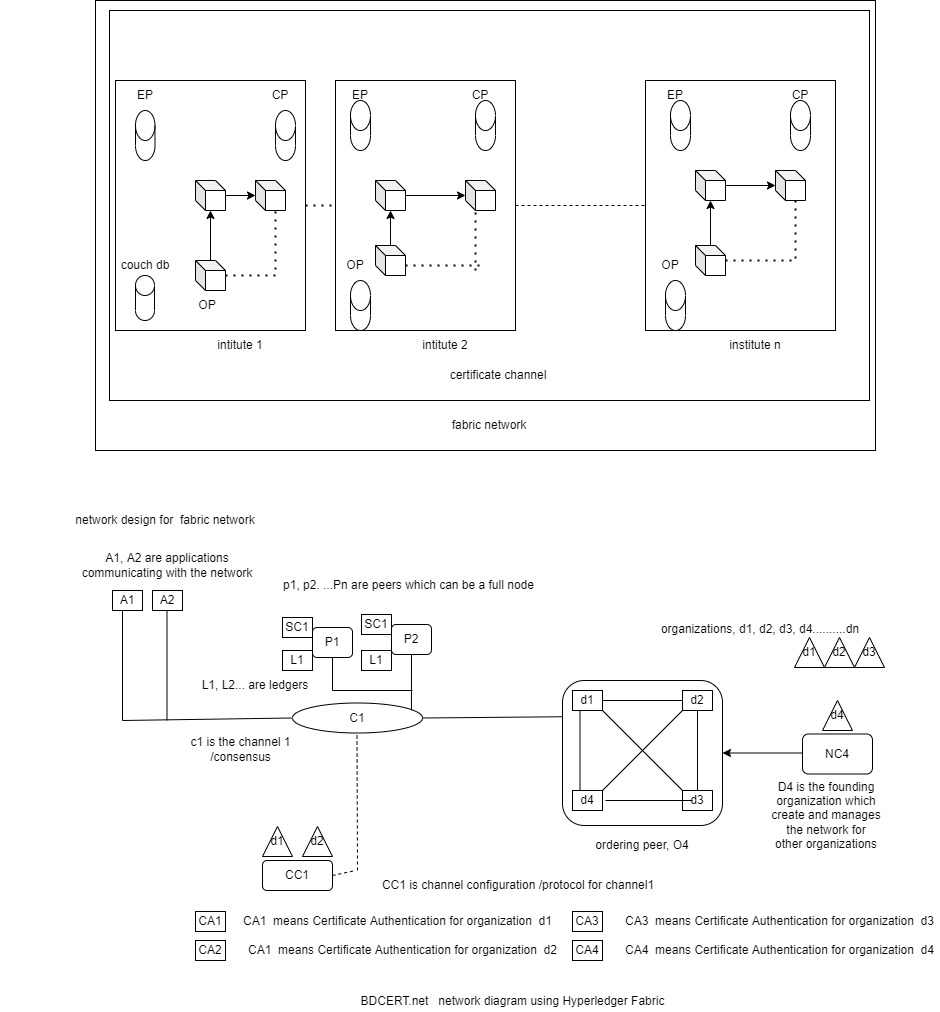 EP CP EP CP EP CP
couch db OP OP
OP
intitute 1 intitute 2 institute n
certificate channel
fabric network
network design for fabric network
A1, A2 are applications
communicating with the network
p1, p2. ...Pn are peers which can be a full node
A1 A2
SC1 P1 SC1 P2
L1 L1
organizations, d1, d2, d3, d4..........dn
d1 d2 d3
L1, L2... are ledgers
C1
c1 is the channel 1
/consensus
d1 d2
d4 d3
d4
NC4
D4 is the founding
organization which
create and manages
the network for
other organizations
ordering peer, O4
d1 d2
CC1
CC1 is channel configuration /protocol for channel1
CA1 CA1 means Certificate Authentication for organization d1 CA3 CA3 means Certificate Authentication for organization d3
CA2 CA1 means Certificate Authentication for organization d2 CA4 CA4 means Certificate Authentication for organization d4
BDCERT.net network diagram using Hyperledger Fabric